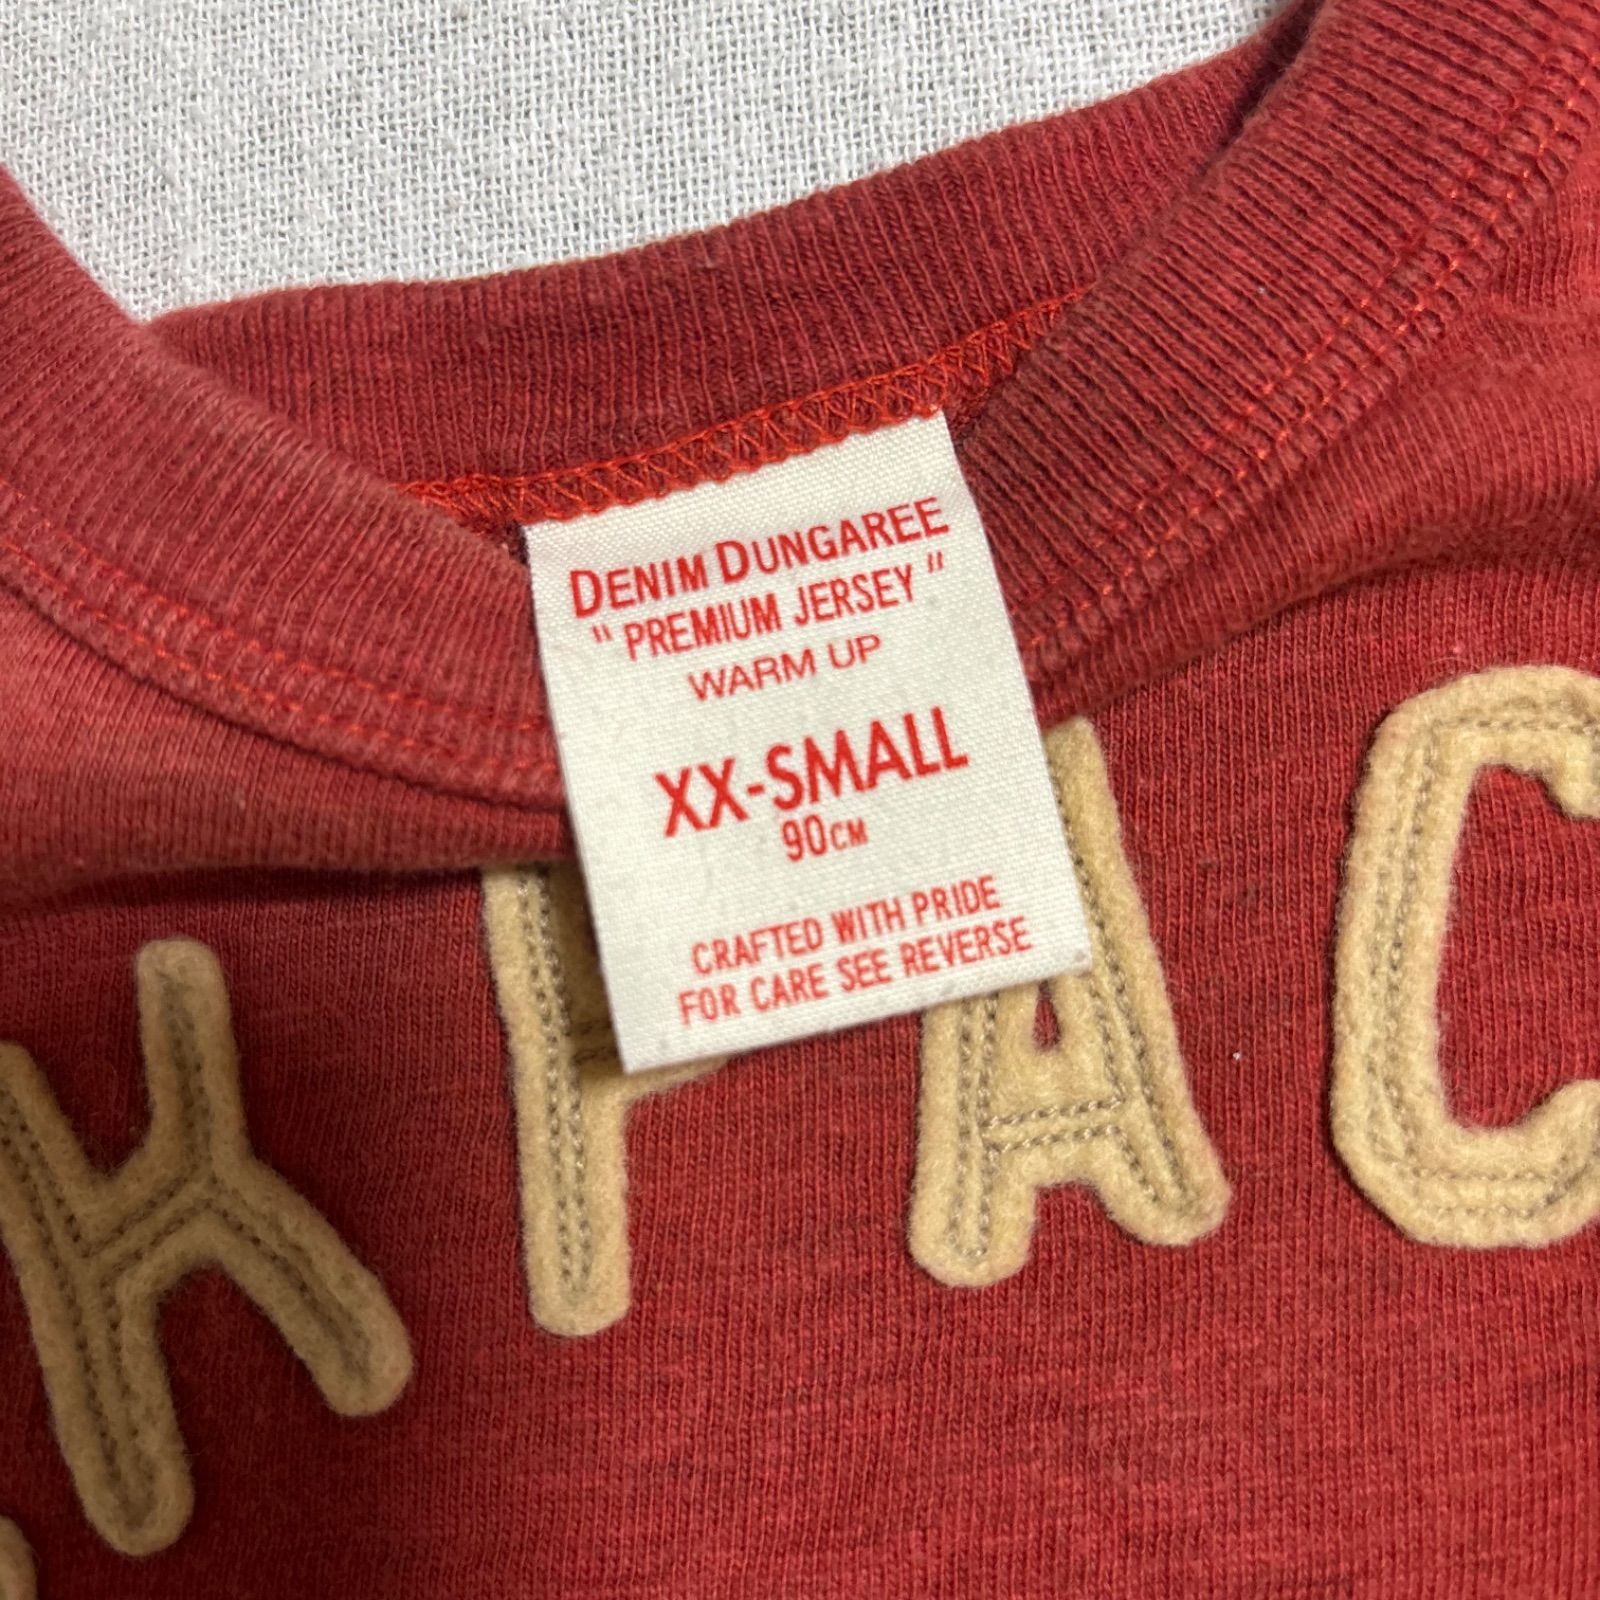 DENIM DUNGAREE
" PREMIUM JERSEY "
WARM UP
XX-SMALL
90CM
CRAFTED WITH PRIDE
FOR CARE SEE REVERSE
K PAC